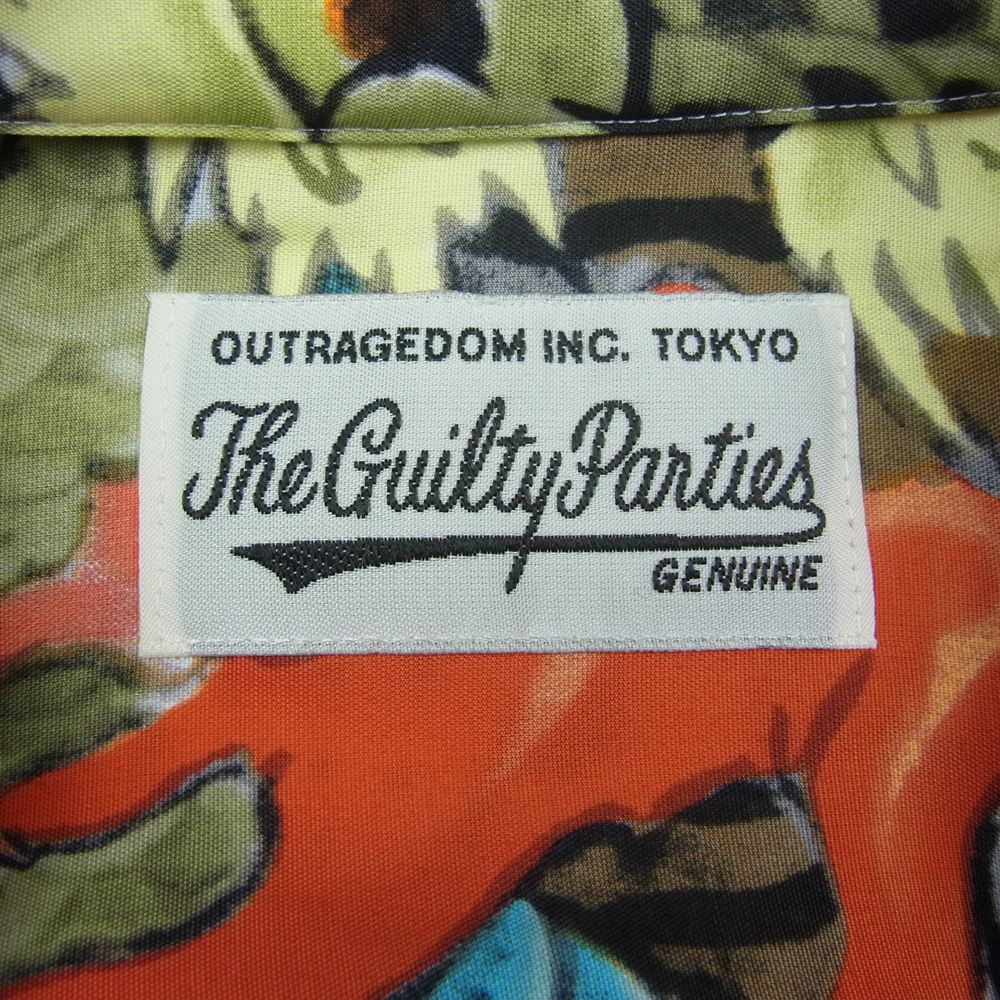 OUTRAGEDOM INC. TOKYO
The Guilty Parties
GENUINE